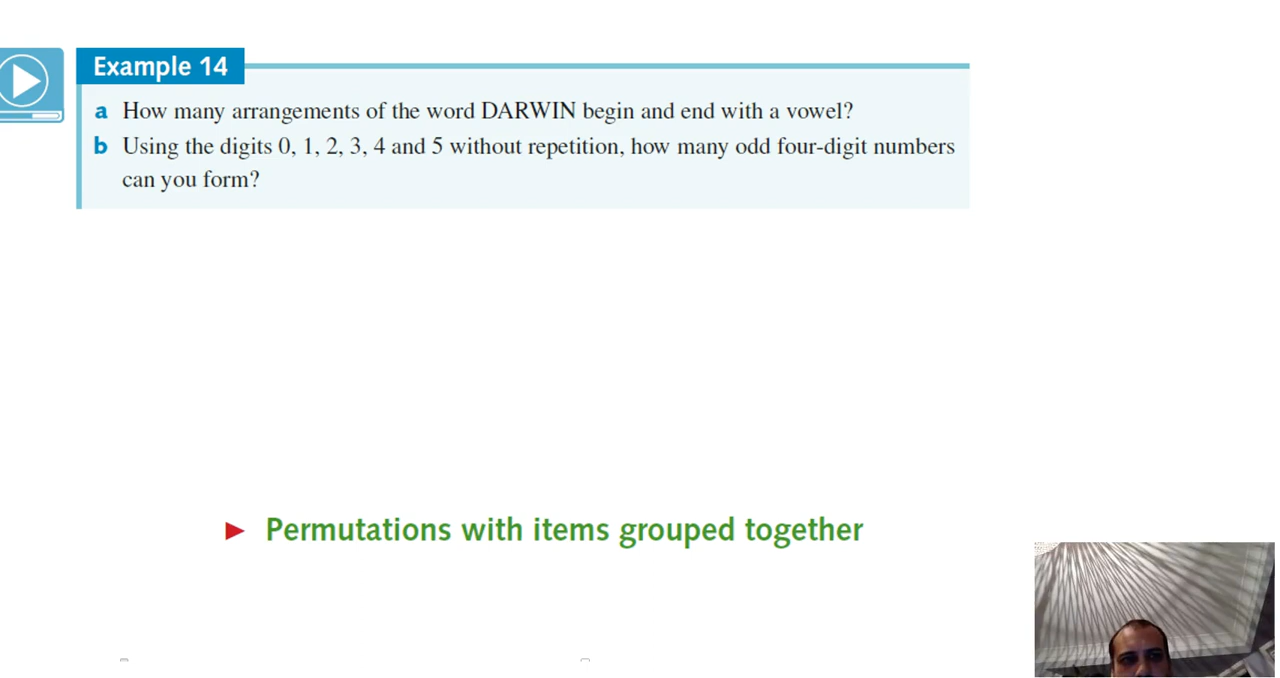 Example 14
a How many arrangements of the word DARWIN begin and end with a vowel?
b Using the digits 0, 1, 2, 3, 4 and 5 without repetition, how many odd four-digit numbers
can you form?
► Permutations with items grouped together